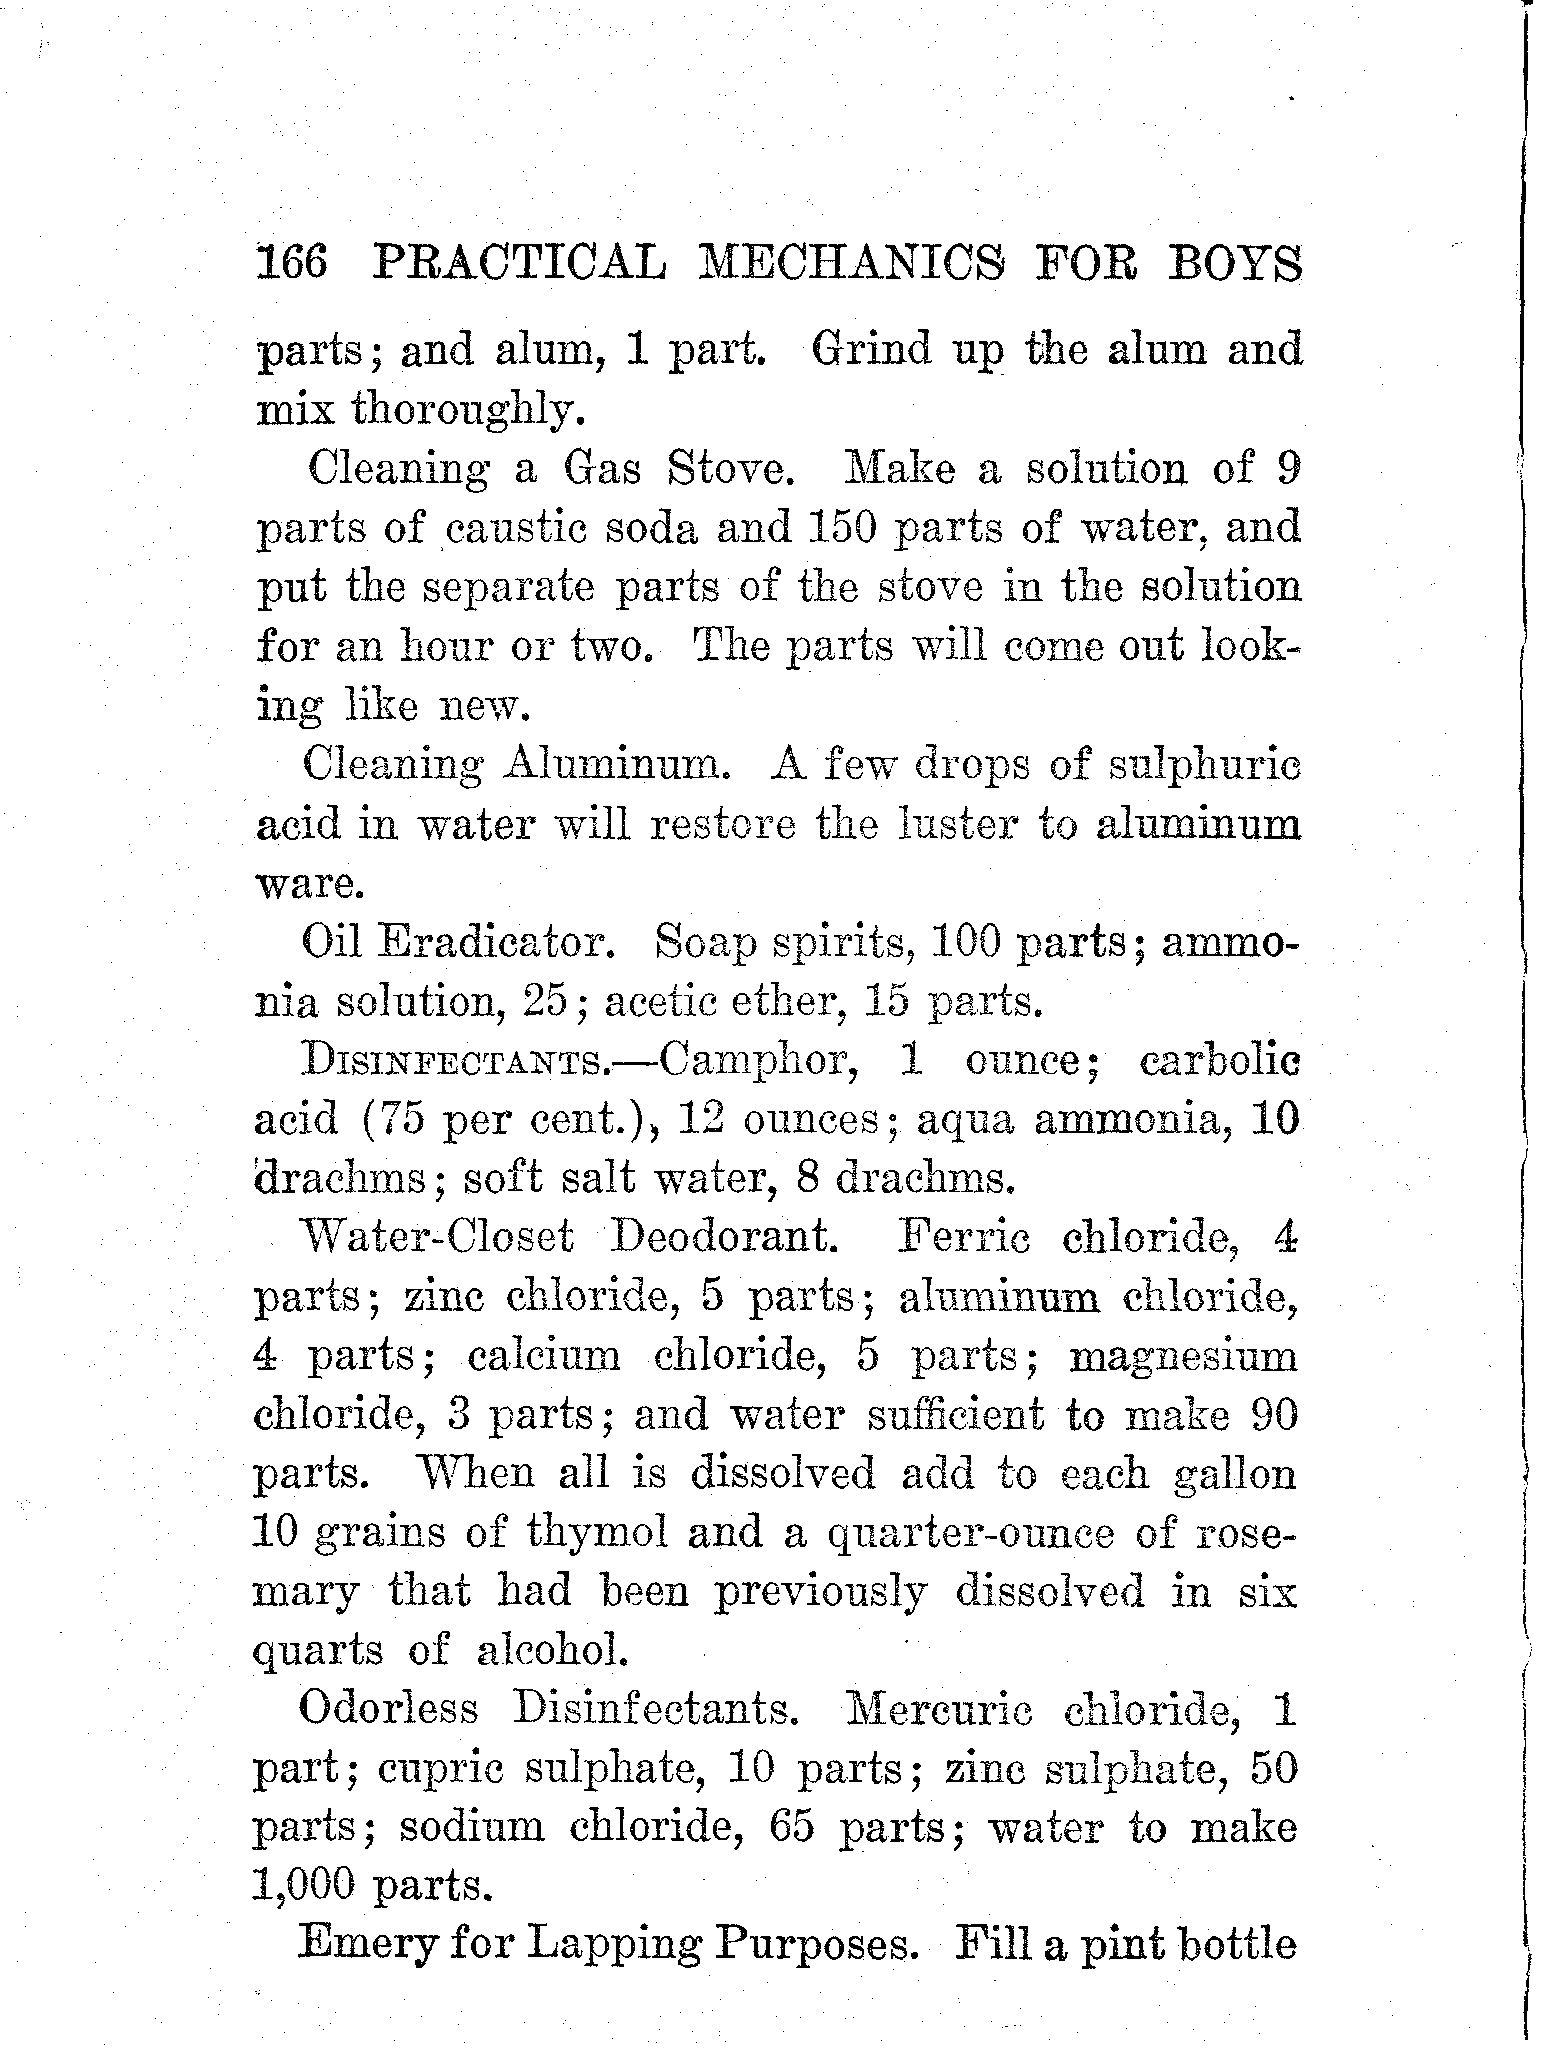 166 PRACTICAL MECHANICS FOR BOYS
parts; and alum, 1 part. Grind up the alum and
mix thoroughly.
Cleaning a Gas Stove. Make a solution of 9
parts of caustic soda and 150 parts of water, and
put the separate parts of the stove in the solution
for an hour or two. The parts will come out look-
ing like new.
Cleaning Aluminum. A few drops of sulphuric
acid in water will restore the luster to aluminum
ware.
Oil Eradicator. Soap spirits, 100 parts; ammo-
nia solution, 25; acetic ether, 15 parts.
DISINFECTANTS.—Camphor, 1 ounce; carbolic
acid (75 per cent.), 12 ounces; aqua ammonia, 10
drachms; soft salt water, 8 drachms.
Water-Closet Deodorant. Ferric chloride, 4
parts; zinc chloride, 5 parts; aluminum chloride,
4 parts; calcium chloride, 5 parts; magnesium
chloride, 3 parts; and water sufficient to make 90
parts. When all is dissolved add to each gallon
10 grains of thymol and a quarter-ounce of rose-
mary that had been previously dissolved in six
quarts of alcohol.
Odorless Disinfectants. Mercuric chloride, 1
part; cupric sulphate, 10 parts; zinc sulphate, 50
parts; sodium chloride, 65 parts; water to make
1,000 parts.
Emery for Lapping Purposes. Fill a pint bottle